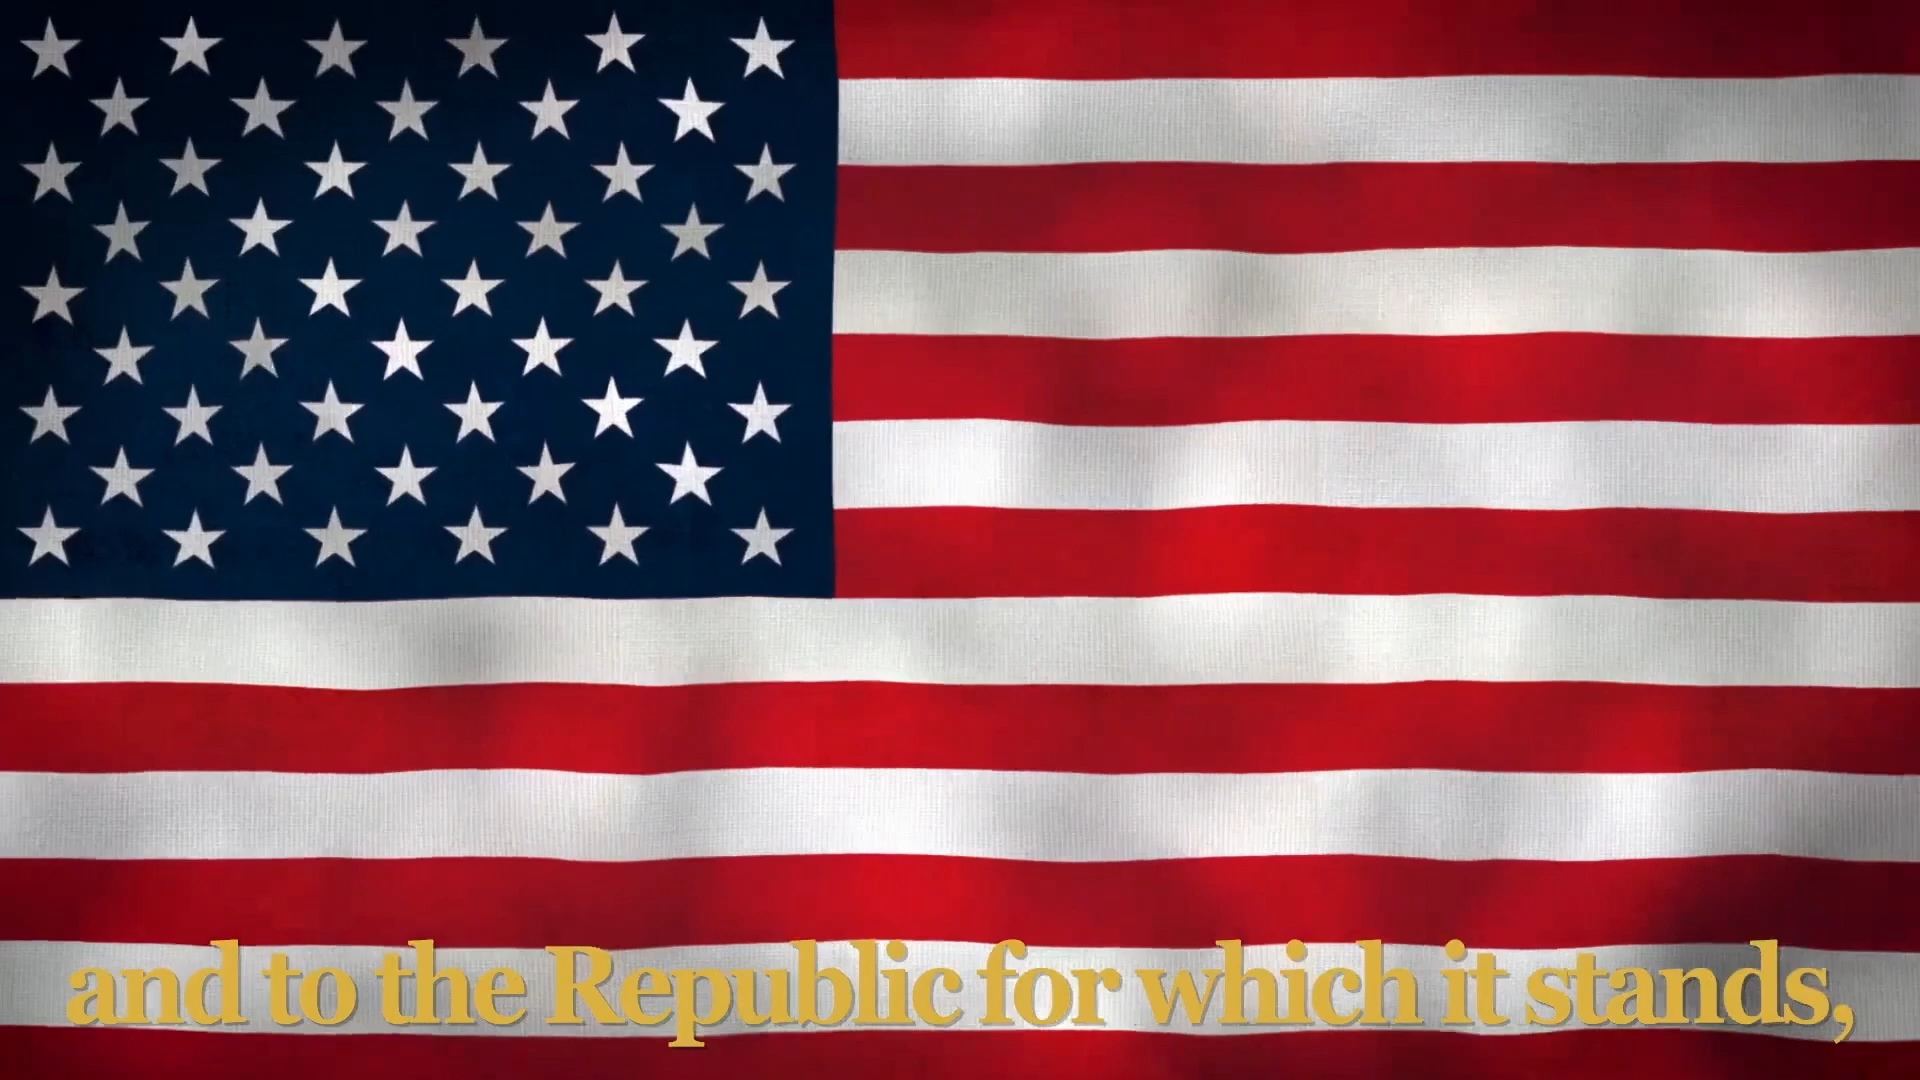 and to the Republic for which it stands,